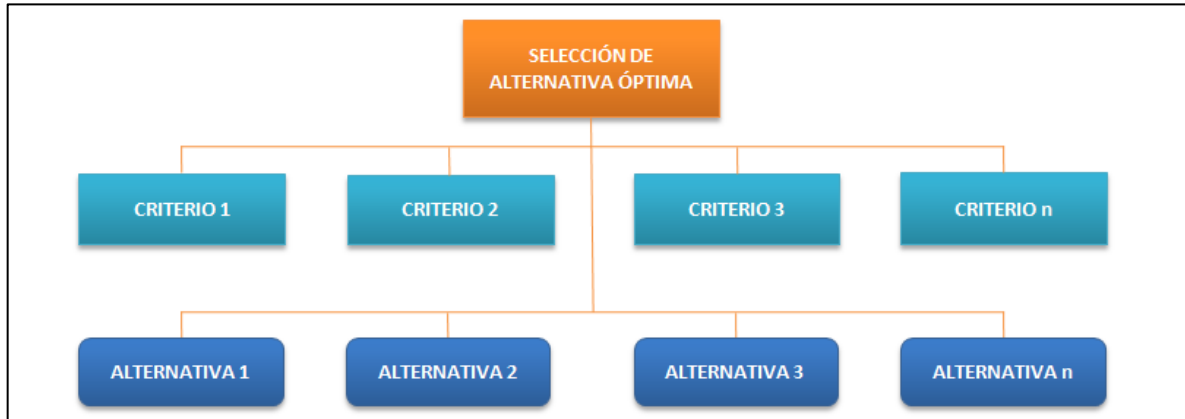 SELECCIÓN DE
ALTERNATIVA ÓPTIMA
CRITERIO 1
CRITERIO 2
CRITERIO 3
CRITERIO n
ALTERNATIVA 1
ALTERNATIVA 2
ALTERNATIVA 3
ALTERNATIVA n